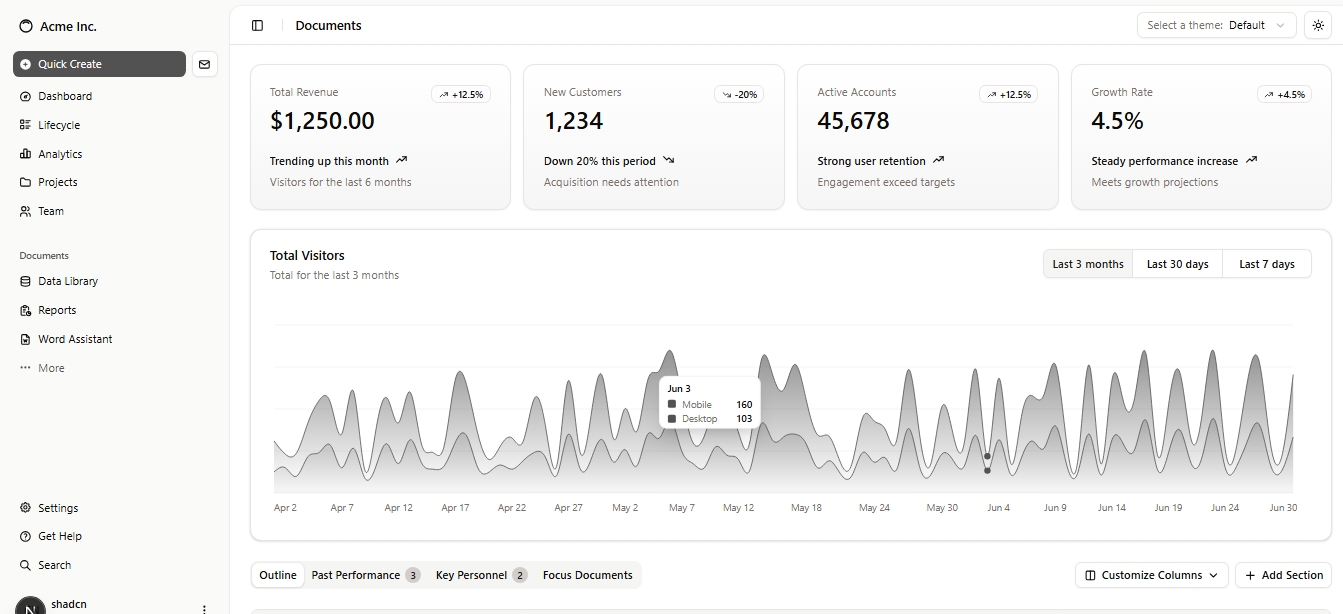 Acme Inc.
Quick Create
Dashboard
Lifecycle
Analytics
Projects
Team
Documents
Data Library
Reports
Word Assistant
More
Settings
Get Help
Search
N
shadcn
Documents
Select a theme: Default
Total Revenue
+12.5%
$1,250.00
Trending up this month
Visitors for the last 6 months
New Customers
-20%
1,234
Down 20% this period
Acquisition needs attention
Active Accounts
+12.5%
45,678
Strong user retention
Engagement exceed targets
Growth Rate
+4.5%
4.5%
Steady performance increase
Meets growth projections
Total Visitors
Total for the last 3 months
Last 3 months Last 30 days Last 7 days
Jun 3
Mobile 160
Desktop 103
Apr 2 Apr 7 Apr 12 Apr 17 Apr 22 Apr 27 May 2 May 7 May 12 May 18 May 24 May 30 Jun 4 Jun 9 Jun 14 Jun 19 Jun 24 Jun 30
Outline Past Performance 3 Key Personnel 2 Focus Documents
Customize Columns Add Section